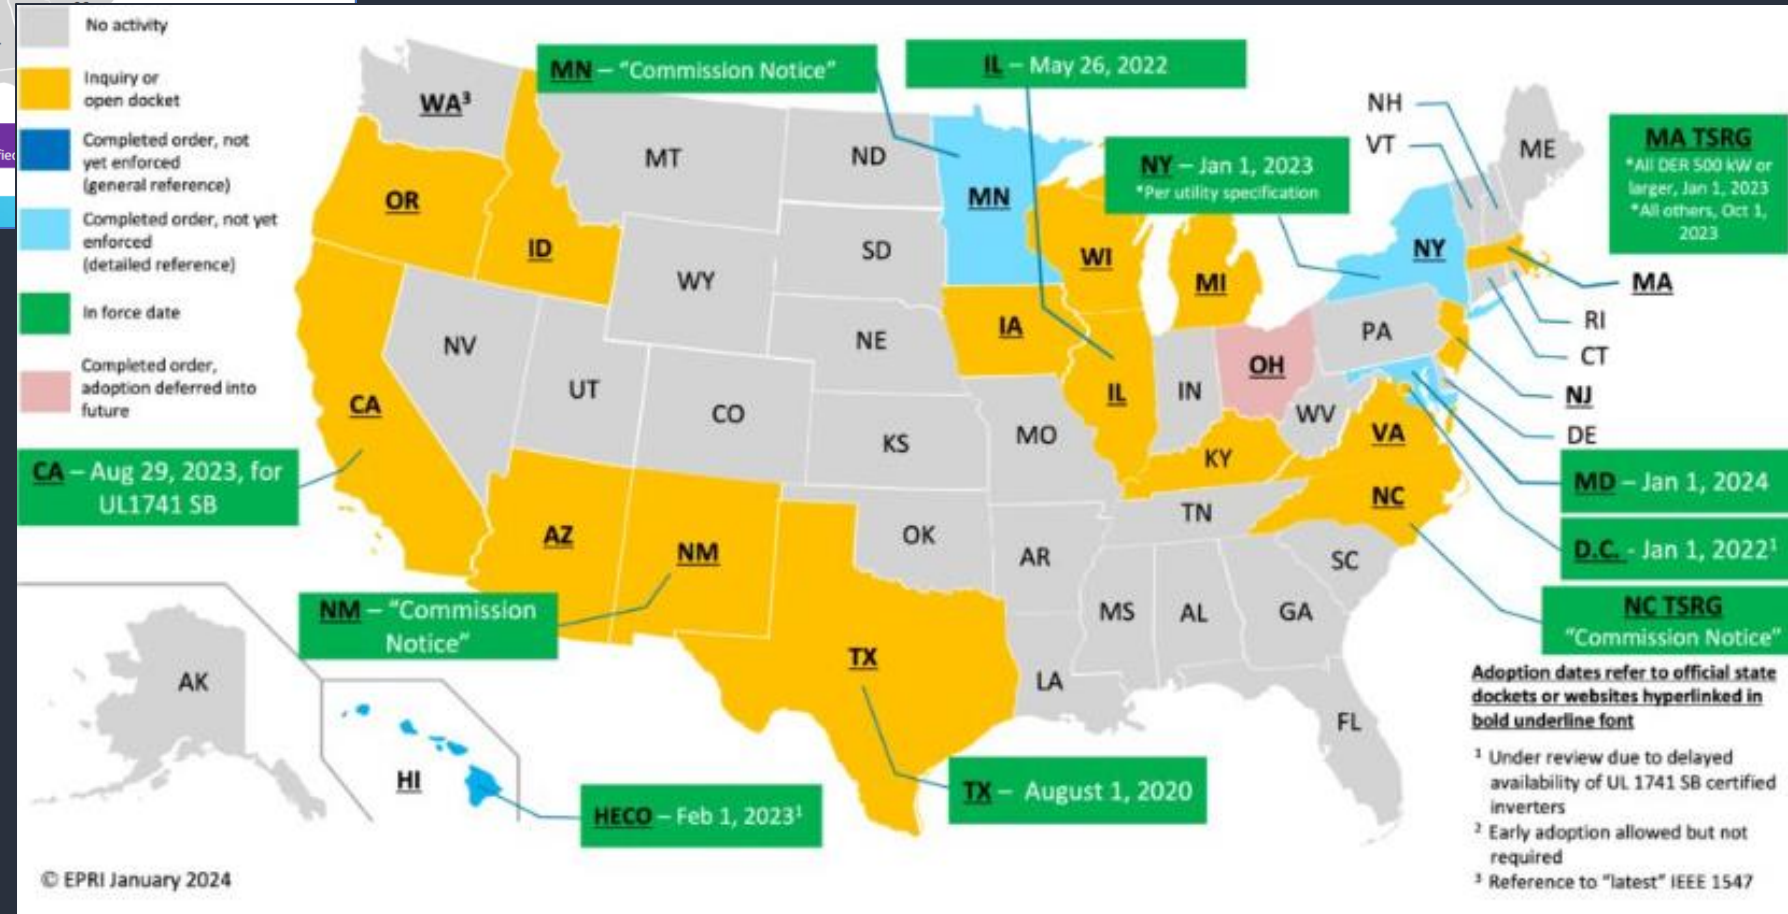 No activity
Inquiry or
open docket
Completed order, not
yet enforced
(general reference)
Completed order, not yet
enforced
(detailed reference)
In force date
Completed order,
adoption deferred into
future
MN – "Commission Notice"
IL – May 26, 2022
NY – Jan 1, 2023
*Per utility specification
MA TSRG
*All DER 500 kW or
larger, Jan 1, 2023
*All others, Oct 1,
2023
CA – Aug 29, 2023, for
UL1741 SB
NM – "Commission
Notice"
HECO – Feb 1, 2023¹
TX – August 1, 2020
MD – Jan 1, 2024
D.C. - Jan 1, 2022¹
NC TSRG
"Commission Notice"
WA³
OR
ID
MT
ND
MN
SD
WY
NV
UT
CO
CA
AZ
NM
NE
KS
OK
TX
IA
MO
AR
LA
WI
IL
MI
IN
OH
KY
TN
MS
AL
GA
FL
SC
NC
VA
WV
PA
NY
ME
NH
VT
MA
RI
CT
NJ
DE
AK
HI
Adoption dates refer to official state
dockets or websites hyperlinked in
bold underline font
¹ Under review due to delayed
availability of UL 1741 SB certified
inverters
² Early adoption allowed but not
required
³ Reference to "latest" IEEE 1547
© EPRI January 2024